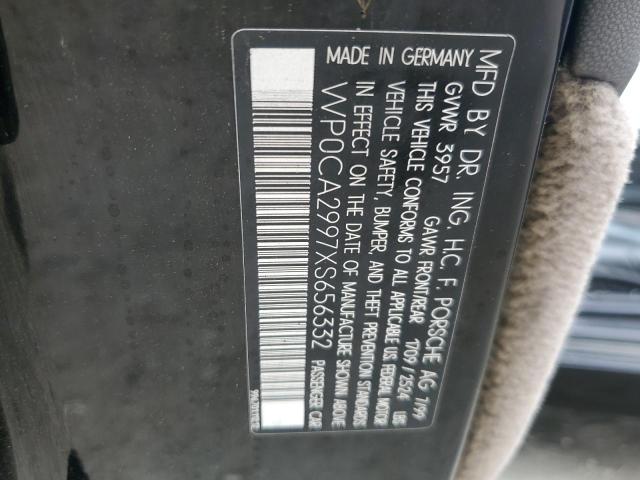 MFD BY DR. ING. H.C. F. PORSCHE AG 7/99
GVWR 3957 GAWR FRONT/REAR 1709 / 2524 LBS
THIS VEHICLE CONFORMS TO ALL APPLICABLE US. FEDERAL MOTOR
VEHICLE SAFETY, BUMPER, AND THEFT PREVENTION STANDARDS
IN EFFECT ON THE DATE OF MANUFACTURE SHOWN ABOVE
MADE IN GERMANY
WP0CA2997XS656332 PASSENGER CAR